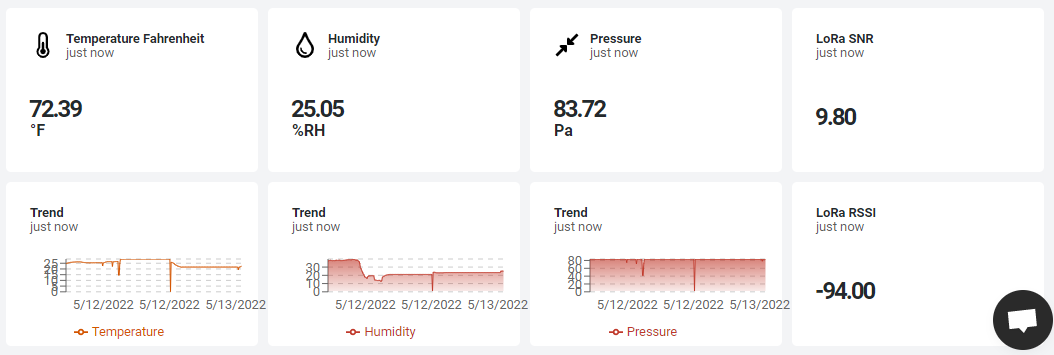 Temperature Fahrenheit
just now
72.39
°F
Humidity
just now
25.05
%RH
Pressure
just now
83.72
Pa
LoRa SNR
just now
9.80
Trend
just now
25
20
15
10
5
0
5/12/2022 5/12/2022 5/13/2022
Temperature
Trend
just now
30
20
10
0
5/12/2022 5/12/2022 5/13/2022
Humidity
Trend
just now
80
60
40
20
0
5/12/2022 5/12/2022 5/13/2022
Pressure
LoRa RSSI
just now
-94.00